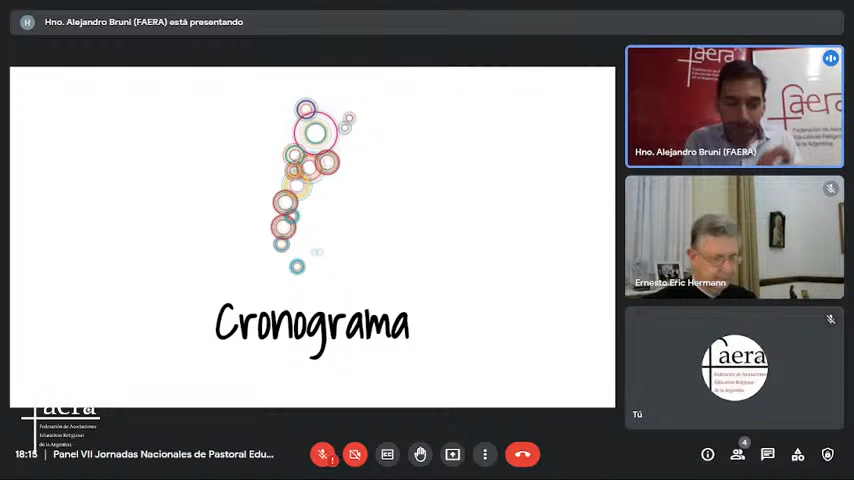 H
Hno. Alejandro Bruni (FAERA) está presentando
Cronograma
faera
Federación de Asociaciones
Educativas Religiosas
de la Argentina
faera
Hno. Alejandro Bruni (FAERA)
Ernesto Eric Hermann
faera
Federación de Asociaciones
Educativas Religiosas
de la Argentina
Tú
faera
Federación de Asociaciones
Educativas Religiosas
de la Argentina
18:15
Panel VII Jornadas Nacionales de Pastoral Edu...
4